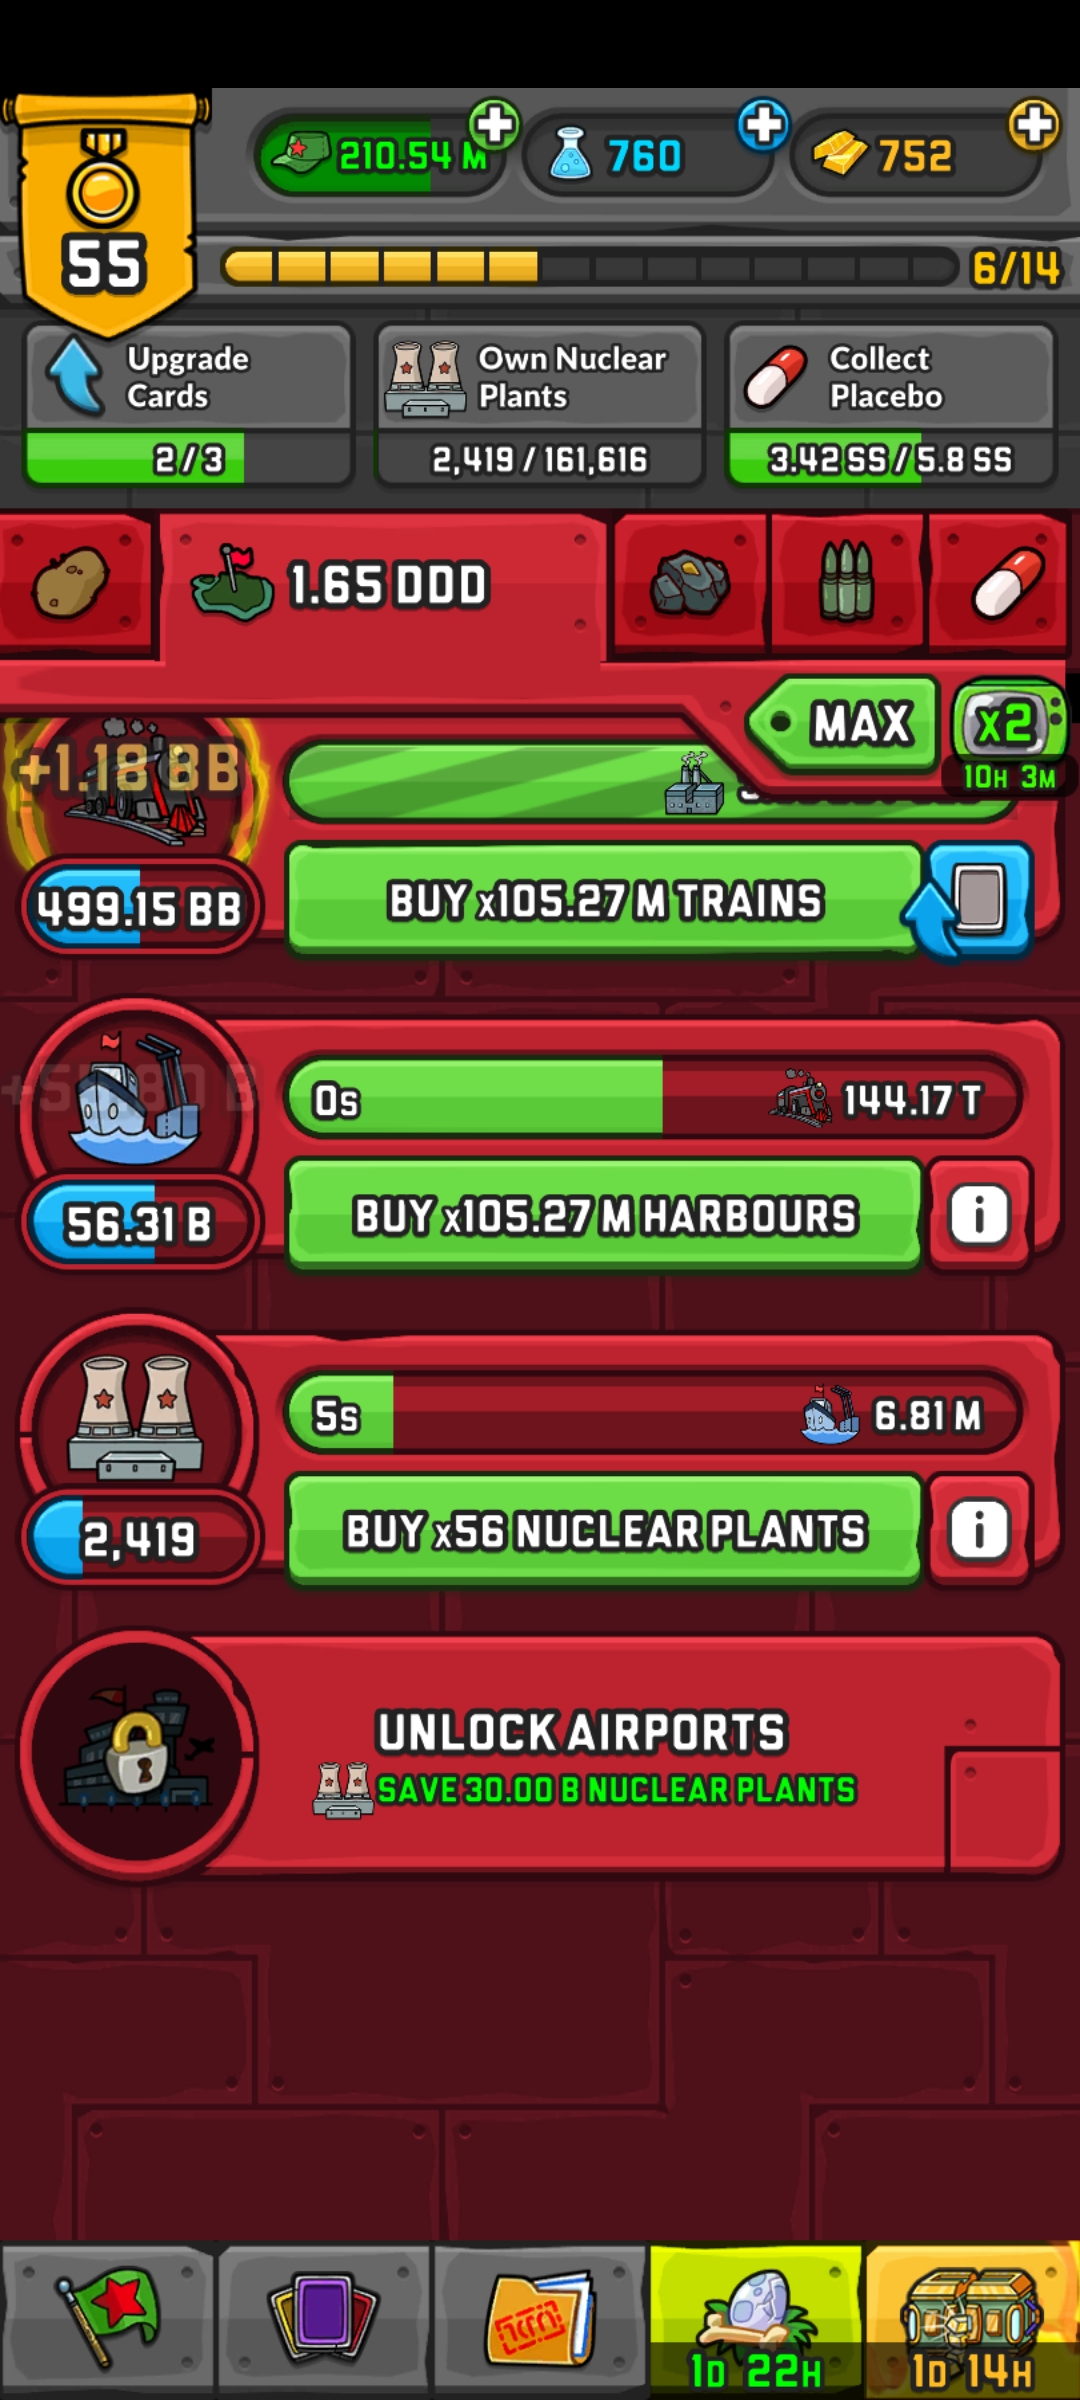 55
210.54 M
760
752
6/14
Upgrade
Cards
2/3
Own Nuclear
Plants
2,419 / 161,616
Collect
Placebo
3.42 SS / 5.8 SS
1.65 DDD
MAX
x2
10H 3M
+1.18 BB
499.15 BB
BUY x105.27 M TRAINS
0s
144.17 T
56.31 B
BUY x105.27 M HARBOURS
5s
6.81 M
2,419
BUY x56 NUCLEAR PLANTS
UNLOCK AIRPORTS
SAVE 30.00 B NUCLEAR PLANTS
1D 22H
1D 14H